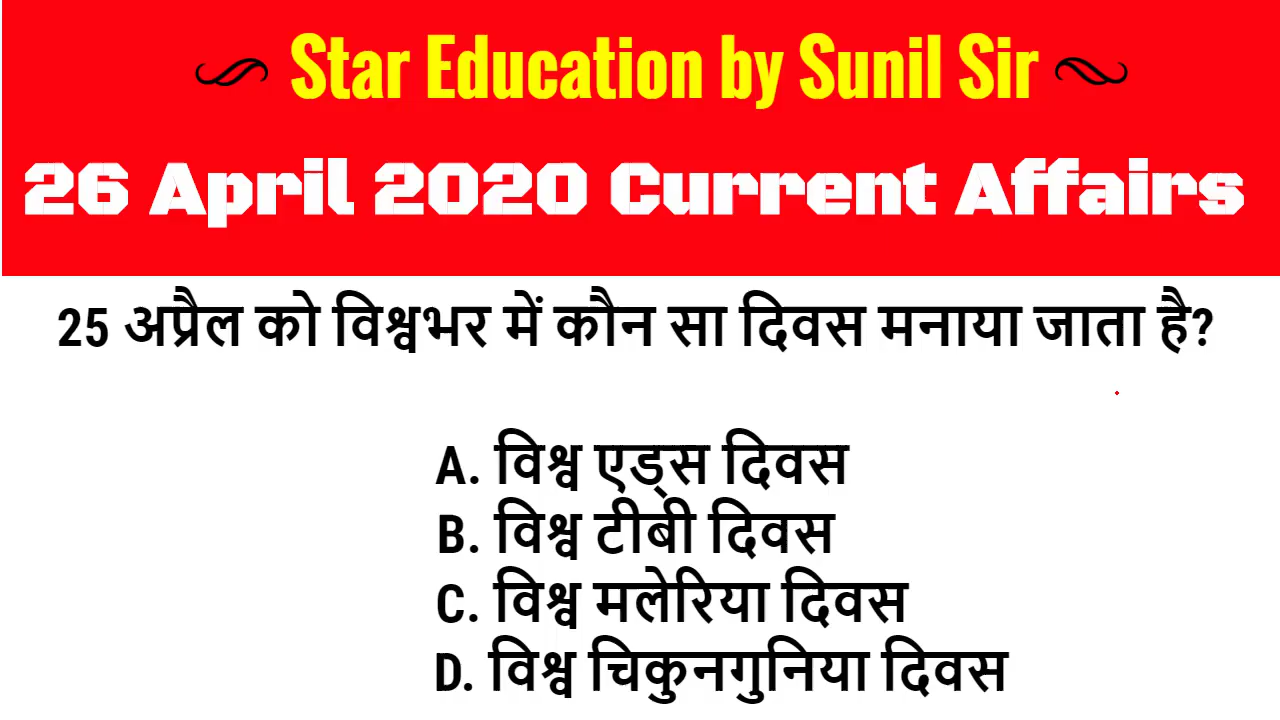 Star Education by Sunil Sir
26 April 2020 Current Affairs
25 अप्रैल को विश्वभर में कौन सा दिवस मनाया जाता है?
A. विश्व एड्स दिवस
B. विश्व टीबी दिवस
C. विश्व मलेरिया दिवस
D. विश्व चिकुनगुनिया दिवस